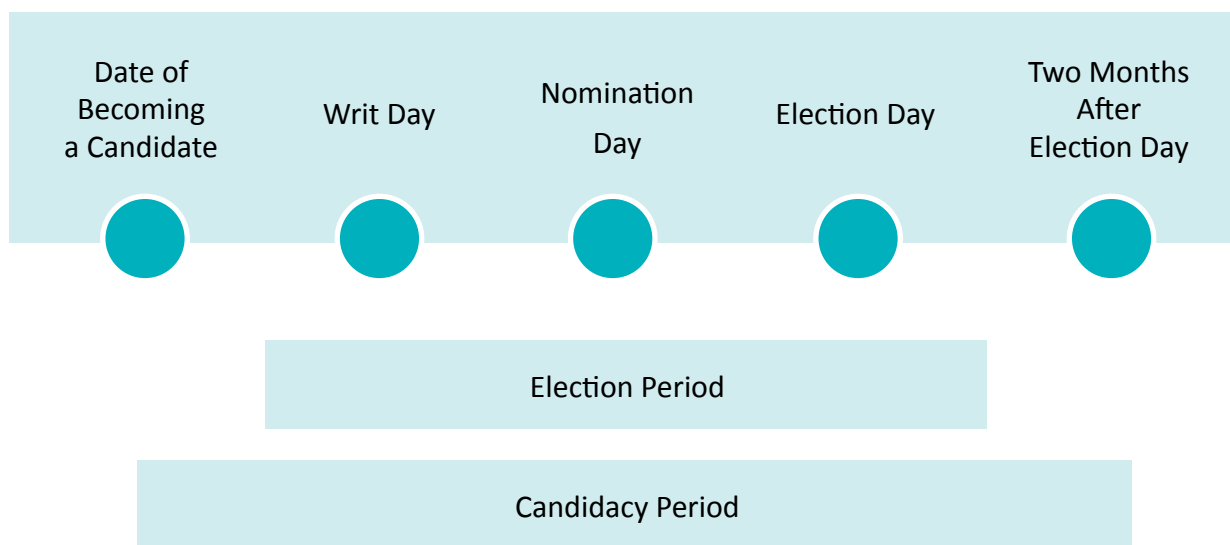 Date of
Becoming
a Candidate
Writ Day
Nomination
Day
Election Day
Two Months
After
Election Day
Election Period
Candidacy Period